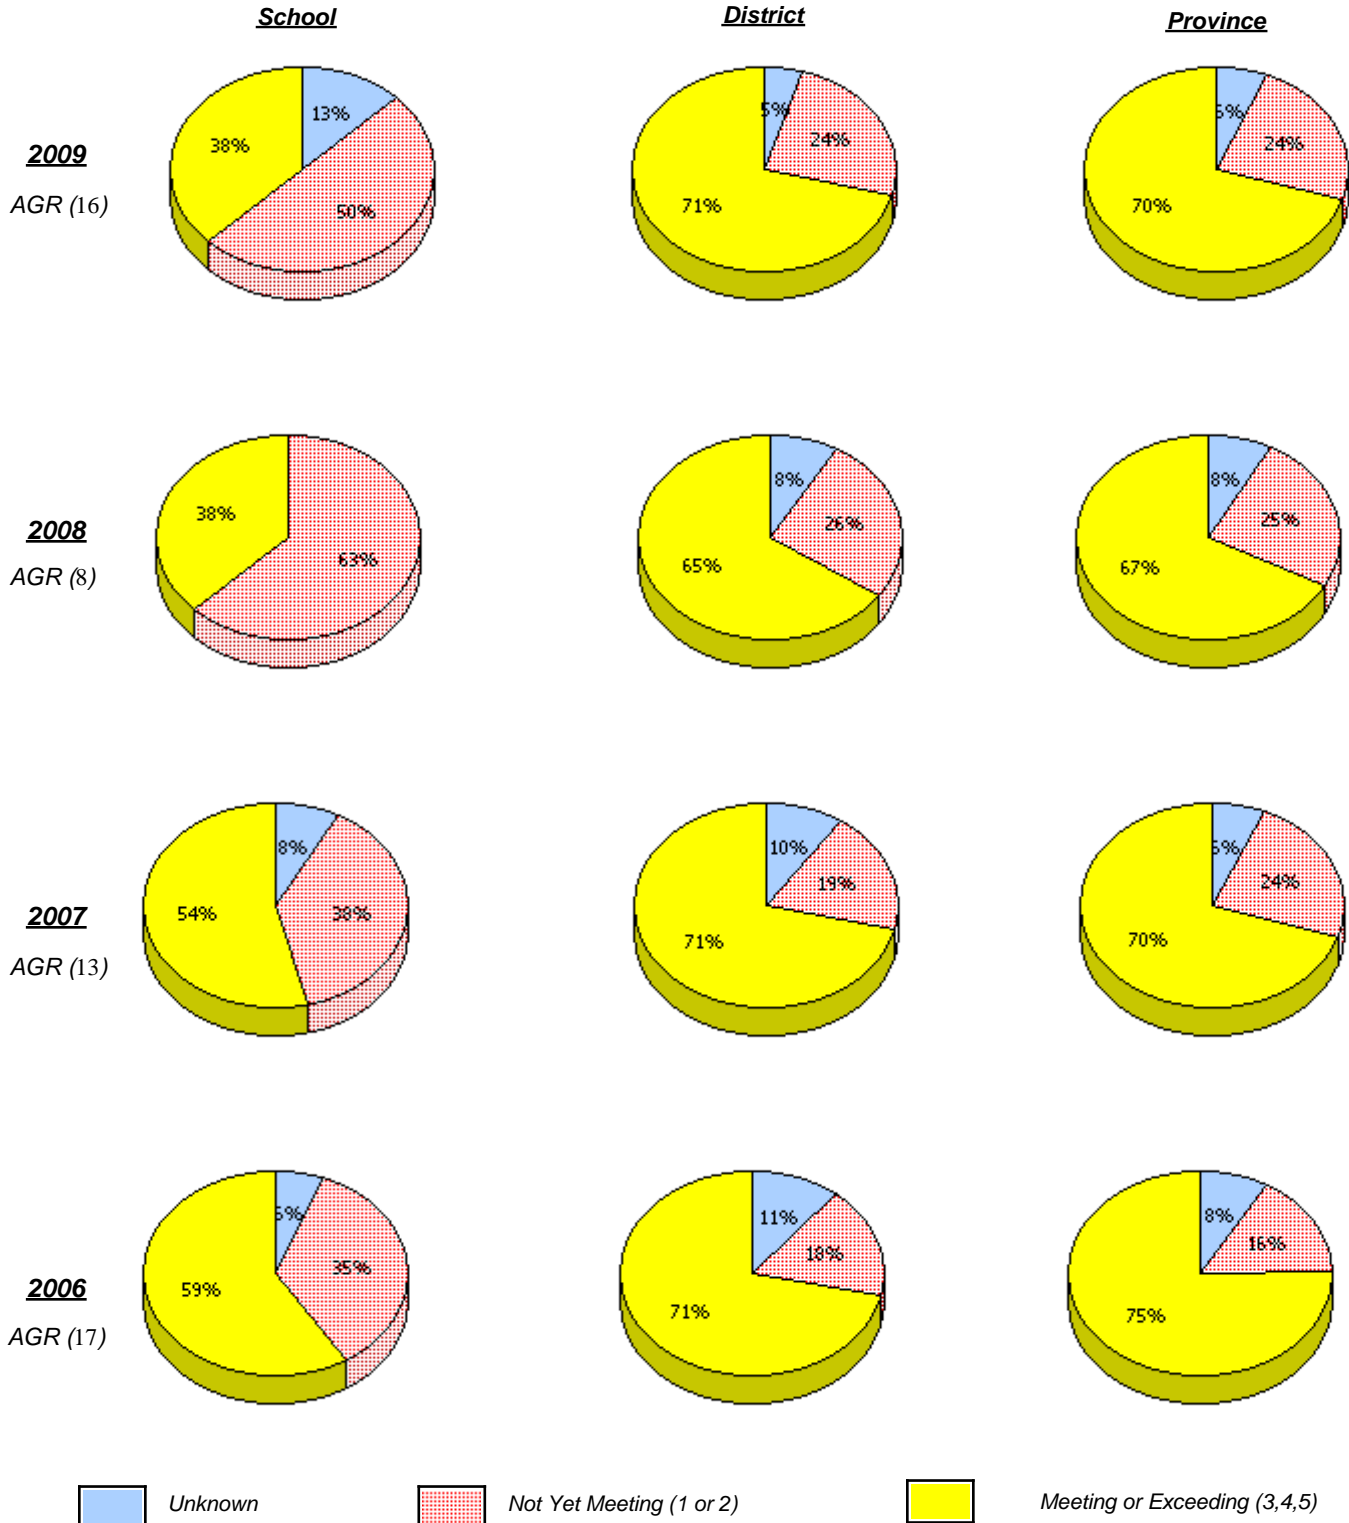 School District Province
13% 5% 24% 24%
38%
2009
AGR (16)
50% 71% 70%
8% 8%
38% 26% 25%
2008
63% 65% 67%
AGR (8)
8% 10%
54% 38% 19% 24%
2007
71% 70%
AGR (13)
11% 8%
35% 18% 16%
2006
59% 71% 75%
AGR (17)
Unknown Not Yet Meeting (1 or 2) Meeting or Exceeding (3,4,5)